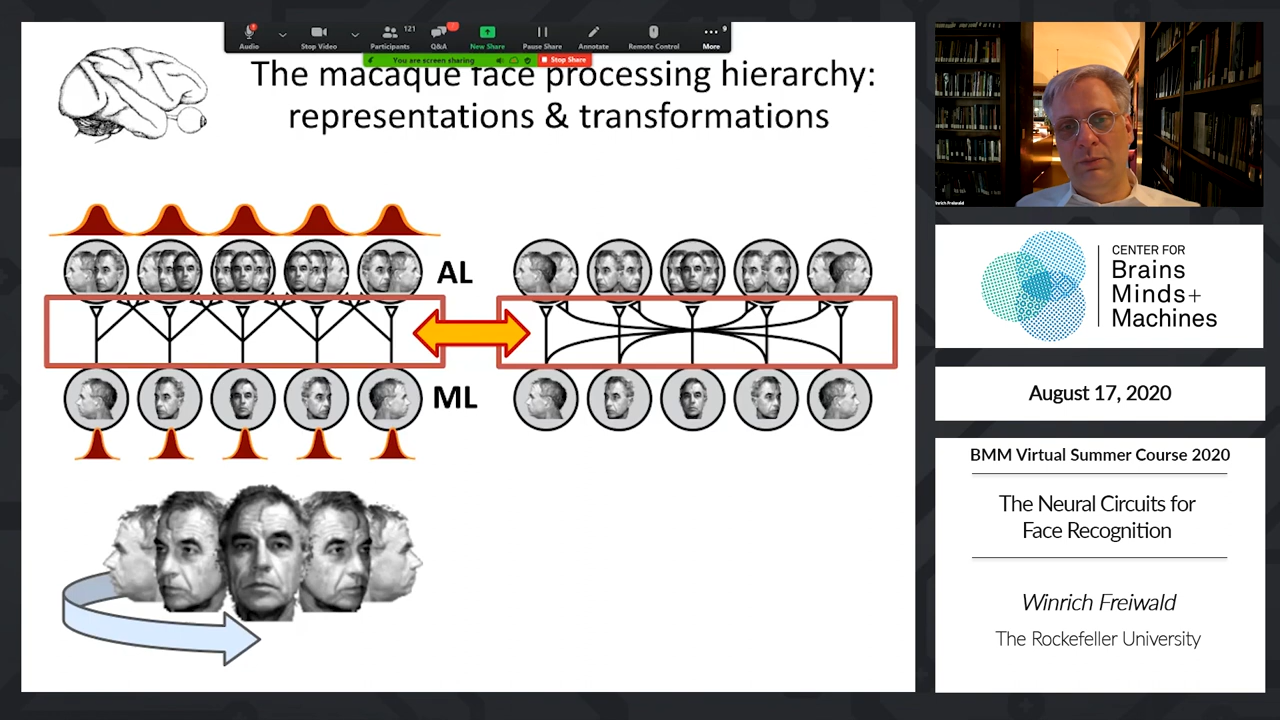 Audio
Stop Video
Participants
121
Q&A
New Share
Pause Share
Annotate
Remote Control
9
More
You are screen sharing
Stop Share
The macaque face processing hierarchy:
representations & transformations
AL
ML
CENTER FOR
Brains
Minds+
Machines
August 17, 2020
BMM Virtual Summer Course 2020
The Neural Circuits for
Face Recognition
Winrich Freiwald
The Rockefeller University